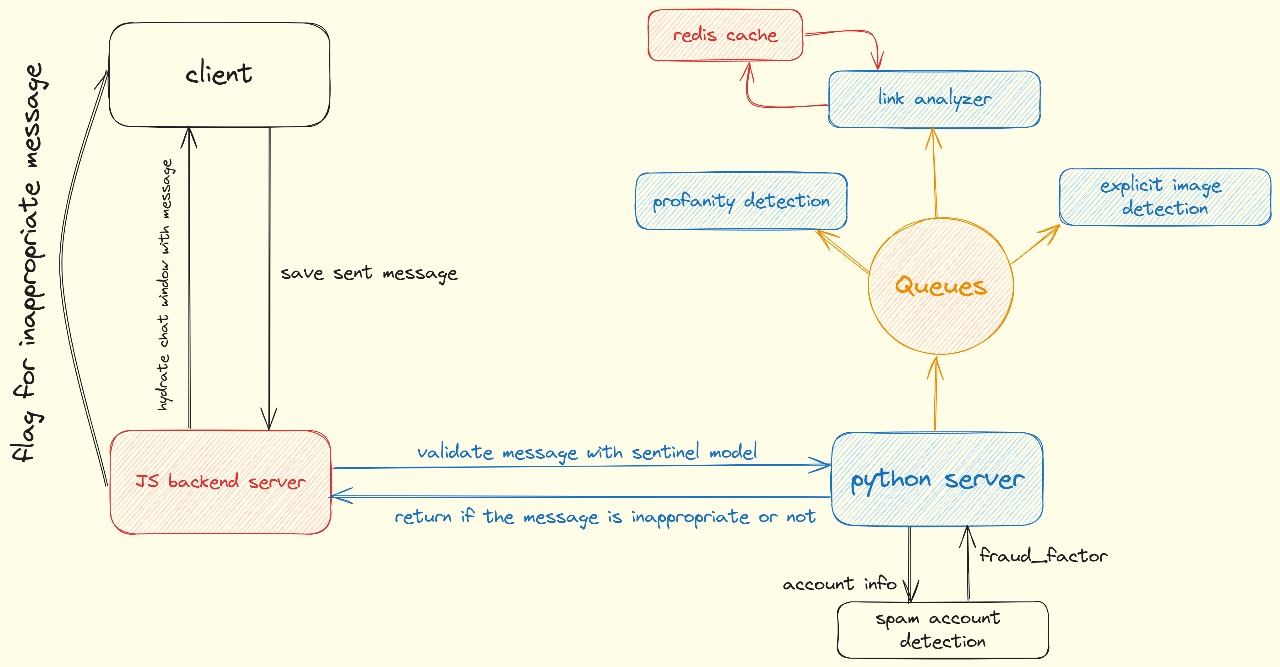 flag for inappropriate message
client
hydrate chat window with message
save sent message
JS backend server
validate message with sentinel model
return if the message is inappropriate or not
redis cache
link analyzer
profanity detection
explicit image
detection
Queues
python server
account info
fraud_factor
spam account
detection